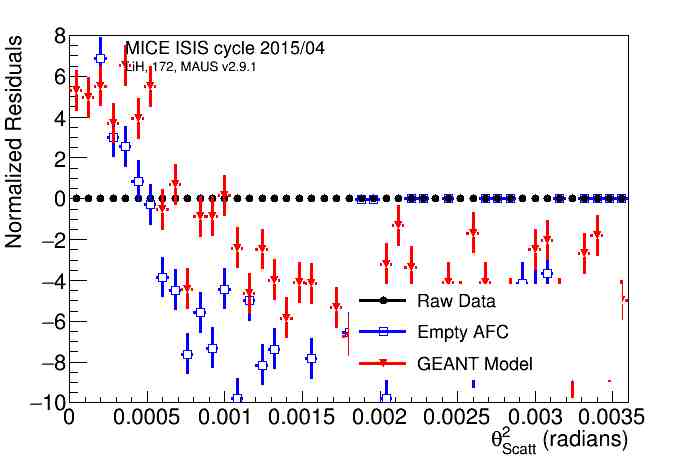 MICE ISIS cycle 2015/04
LiH, 172, MAUS v2.9.1
Normalized Residuals
8
6
4
2
0
−2
−4
−6
−8
−10
Raw Data
Empty AFC
GEANT Model
0 0.0005 0.001 0.0015 0.002 0.0025 0.003 0.0035
θ²Scatt (radians)